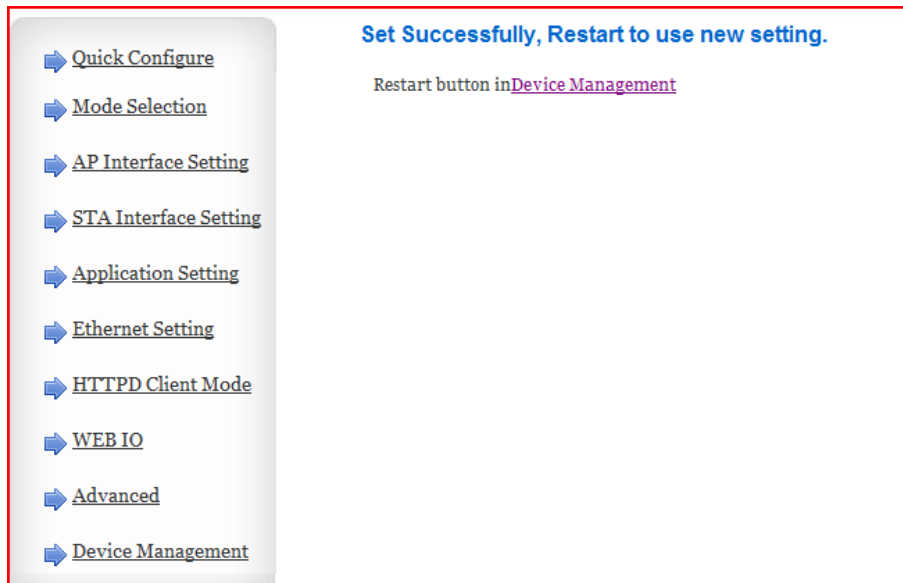 Quick Configure
Mode Selection
AP Interface Setting
STA Interface Setting
Application Setting
Ethernet Setting
HTTPD Client Mode
WEB IO
Advanced
Device Management
Set Successfully, Restart to use new setting.
Restart button inDevice Management